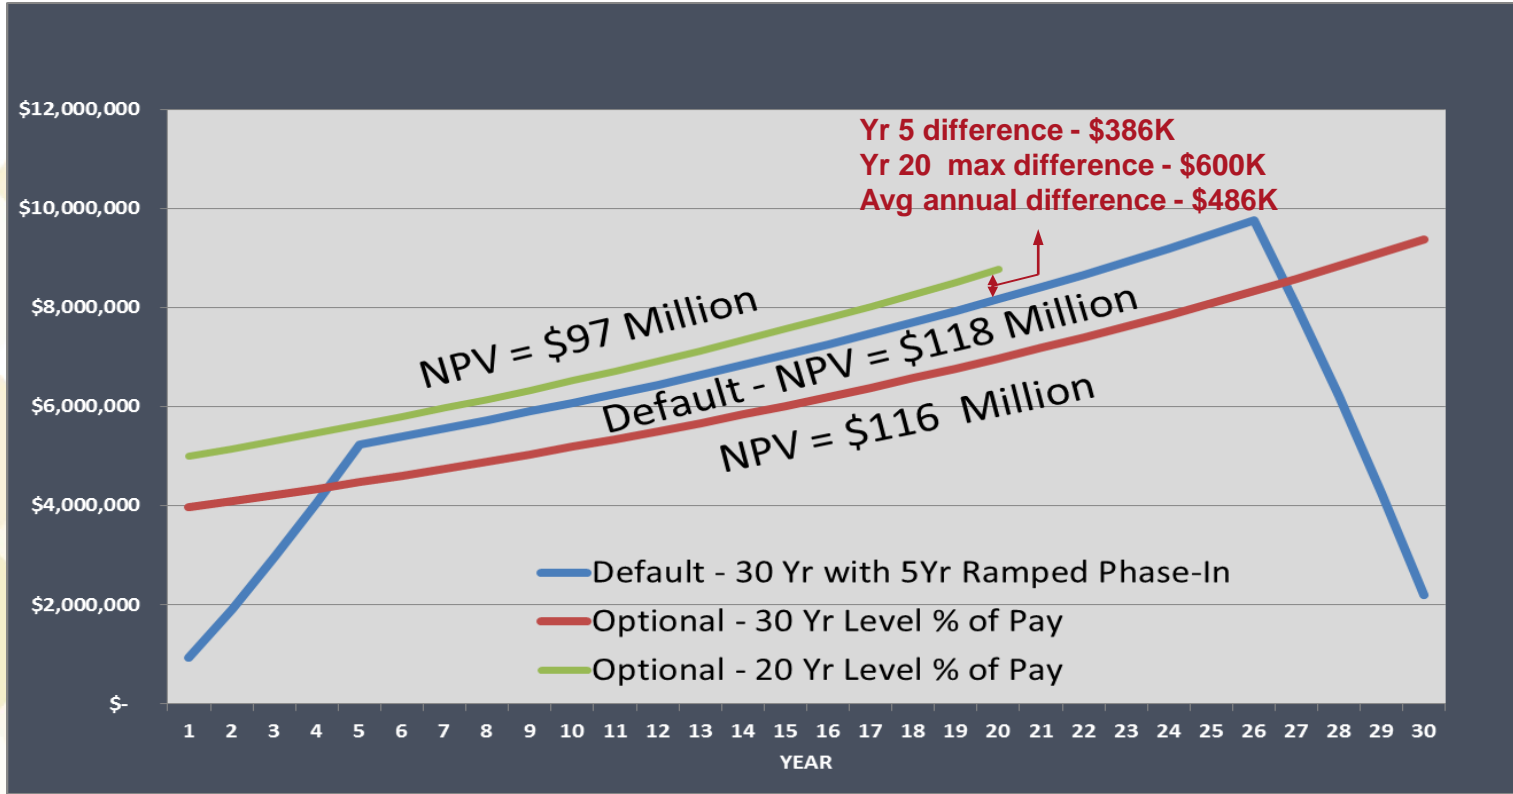 $12,000,000
$10,000,000
$8,000,000
$6,000,000
$4,000,000
$2,000,000
$-
Yr 5 difference - $386K
Yr 20  max difference - $600K
Avg annual difference - $486K
NPV = $97 Million
Default - NPV = $118 Million
NPV = $116  Million
Default - 30 Yr with 5Yr Ramped Phase-In
Optional - 30 Yr Level % of Pay
Optional - 20 Yr Level % of Pay
1 2 3 4 5 6 7 8 9 10 11 12 13 14 15 16 17 18 19 20 21 22 23 24 25 26 27 28 29 30
YEAR